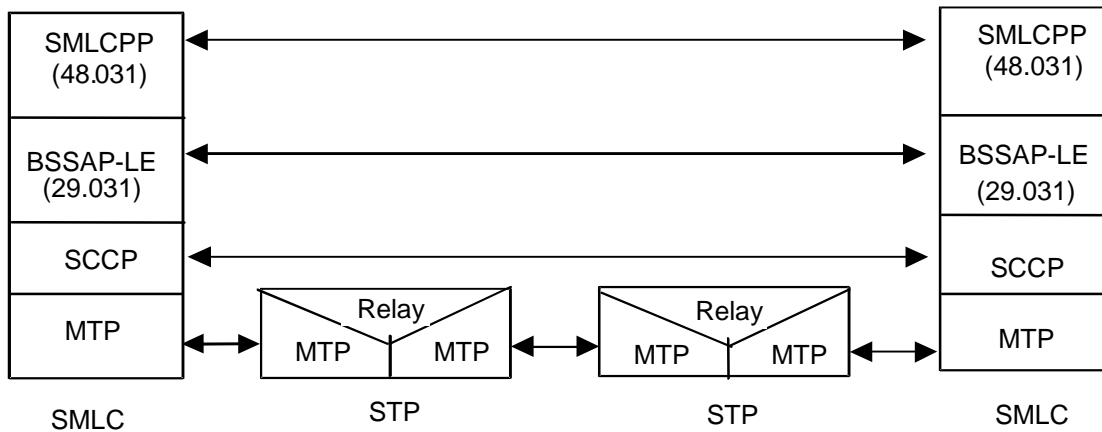 SMLCPP
(48.031)
BSSAP-LE
(29.031)
SCCP
MTP
SMLC
Relay
MTP
MTP
STP
Relay
MTP
MTP
STP
SMLCPP
(48.031)
BSSAP-LE
(29.031)
SCCP
MTP
SMLC